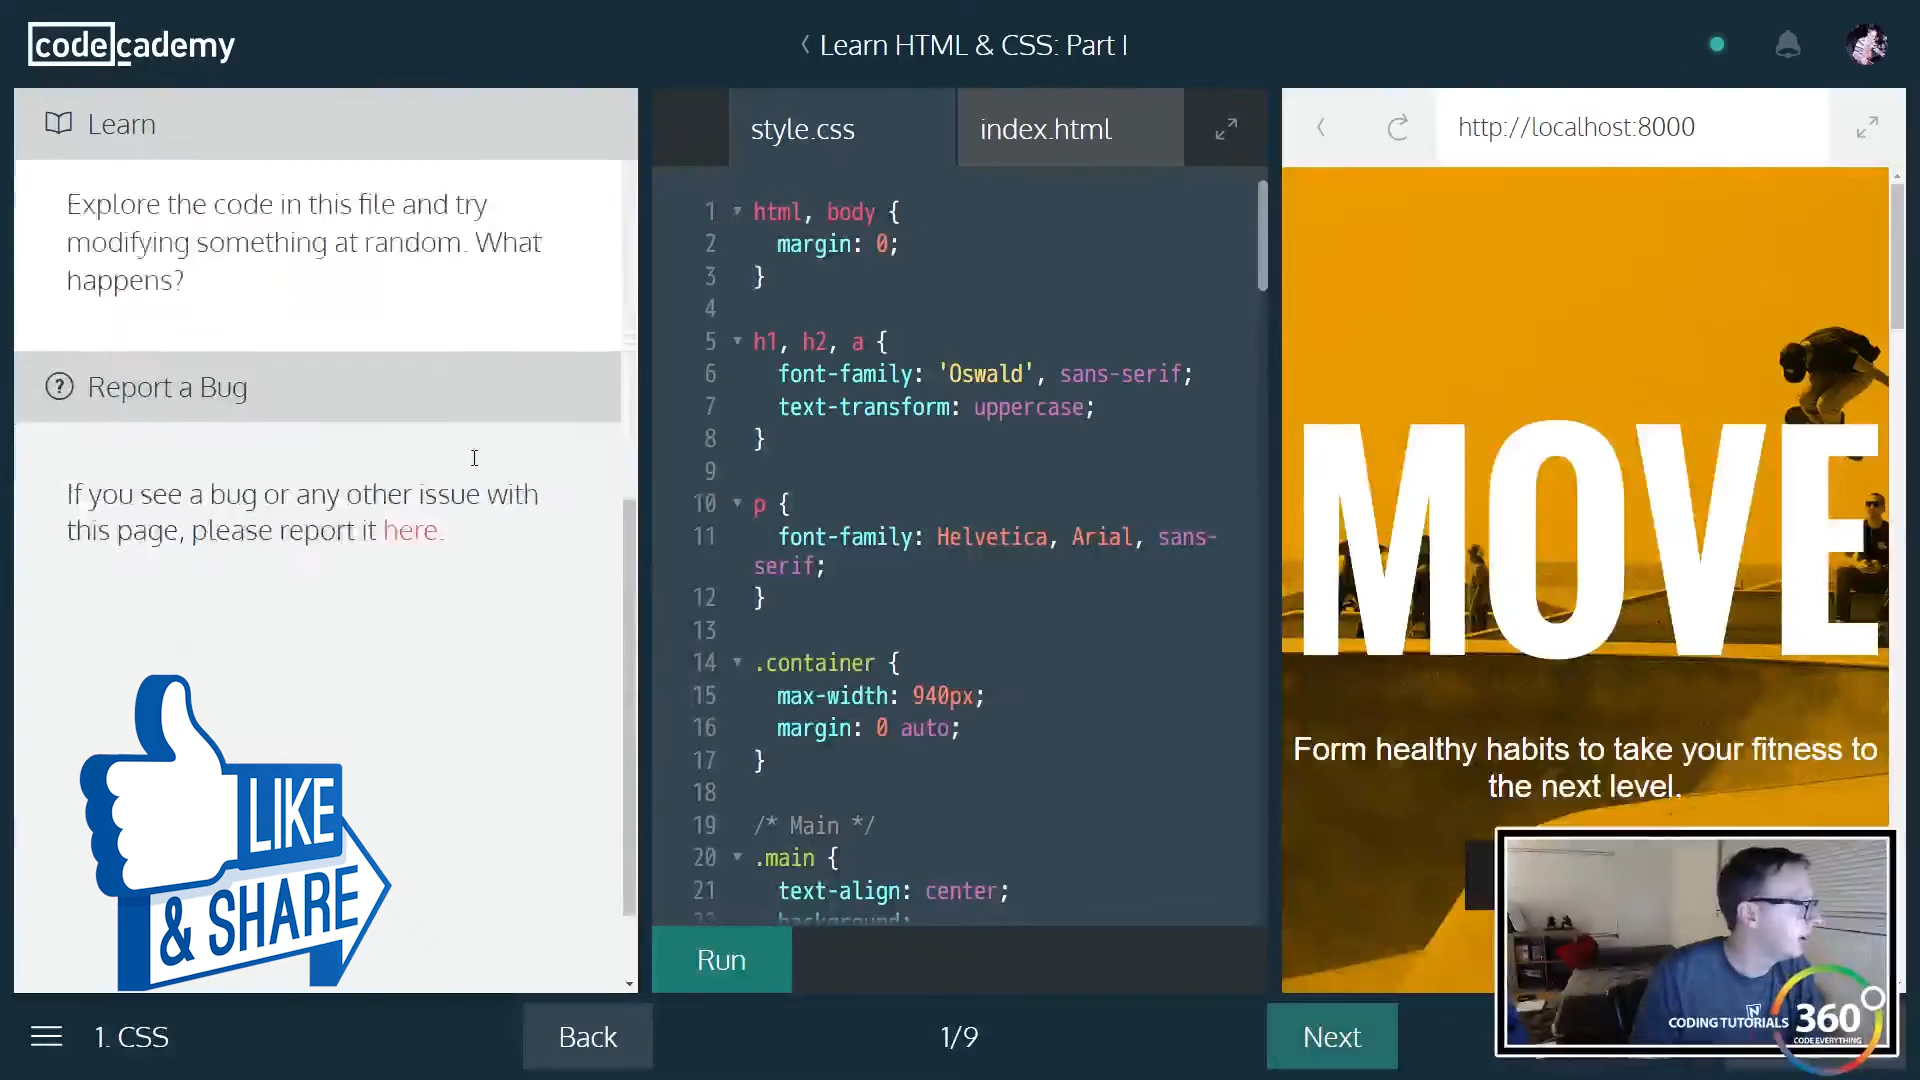 codecademy
Learn HTML & CSS: Part I
Learn
Explore the code in this file and try
modifying something at random. What
happens?
Report a Bug
If you see a bug or any other issue with
this page, please report it here.
LIKE
& SHARE
style.css
index.html
1 html, body {
2 margin: 0;
3 }
4
5 h1, h2, a {
6 font-family: 'Oswald', sans-serif;
7 text-transform: uppercase;
8 }
9
10 p {
11 font-family: Helvetica, Arial, sans-
serif;
12 }
13
14 .container {
15 max-width: 940px;
16 margin: 0 auto;
17 }
18
19 /* Main */
20 .main {
21 text-align: center;
22 background:
Run
http://localhost:8000
MOVE
Form healthy habits to take your fitness to
the next level.
CODING TUTORIALS 360°
CODE EVERYTHING
1. CSS
Back
1/9
Next